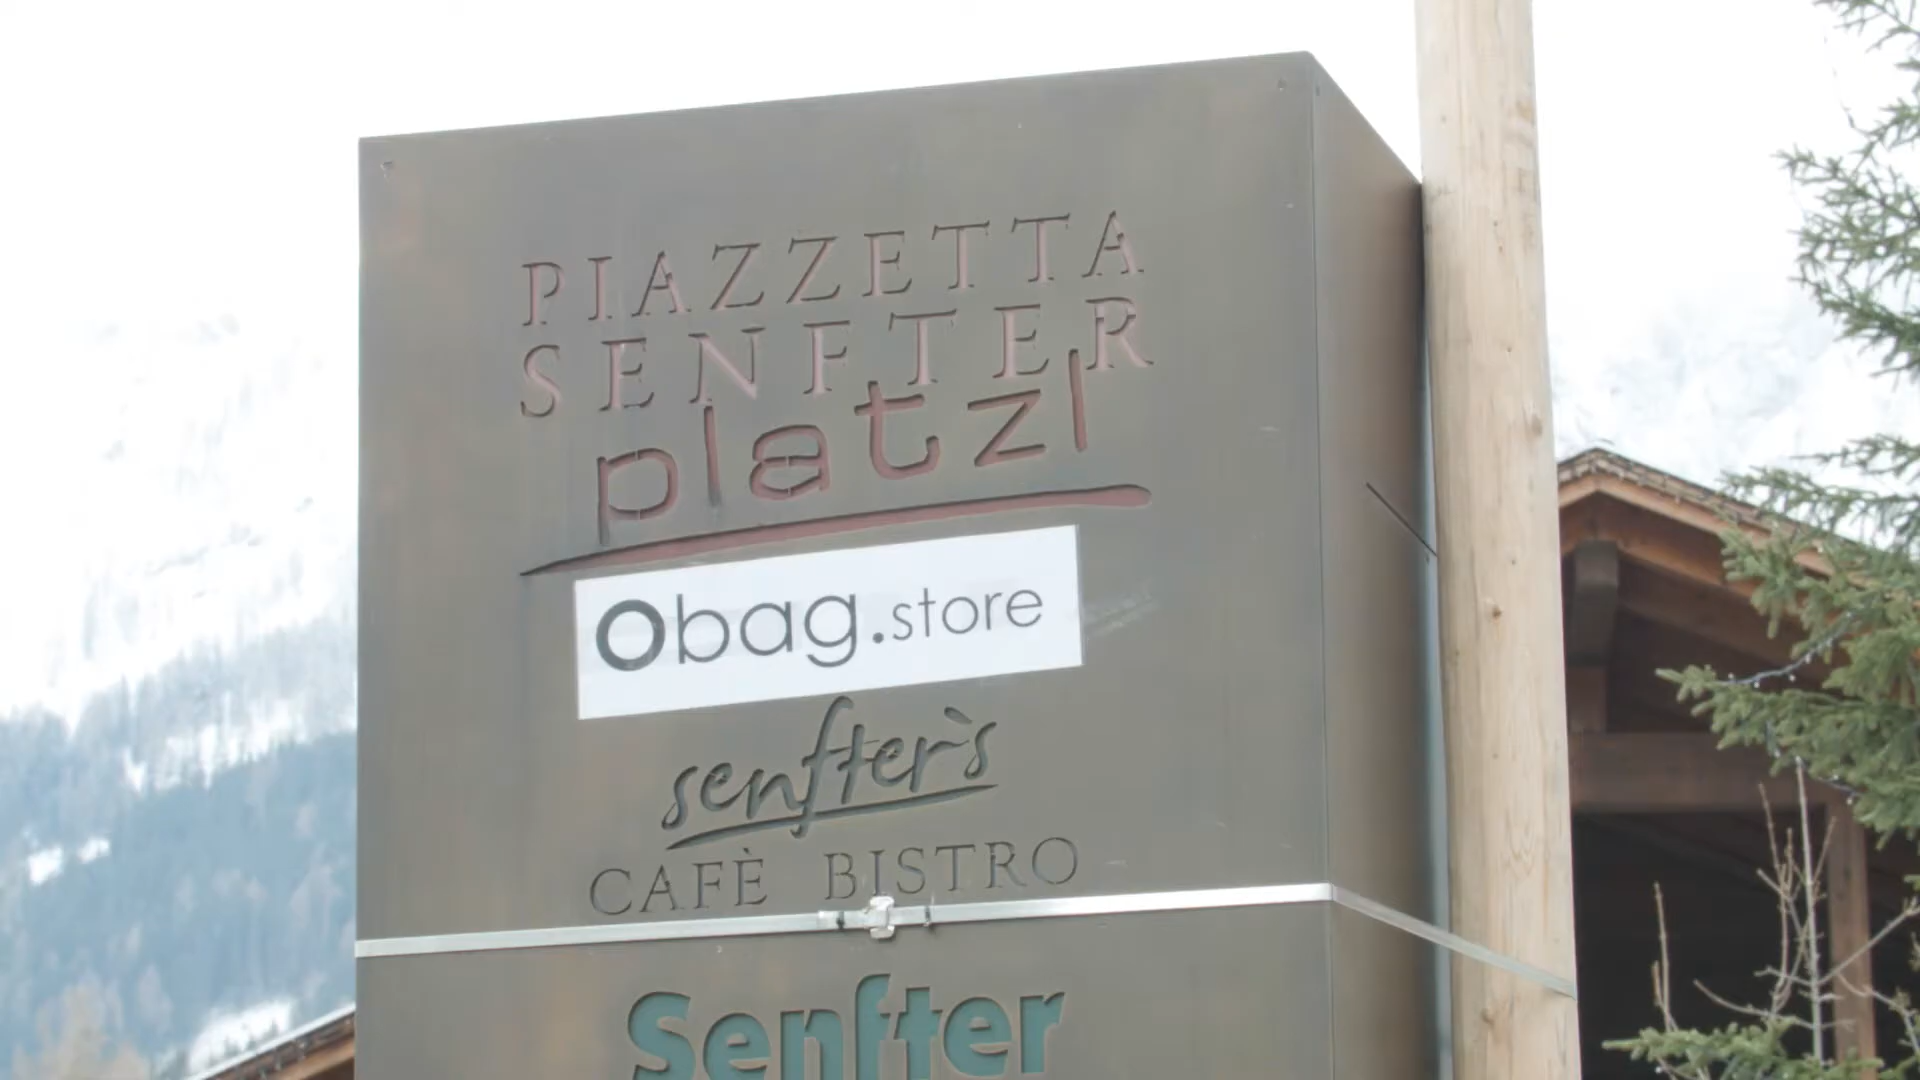 PIAZZETTA
SENFTER
platzl
Obag.store
senfter's
CAFÈ BISTRO
Senfter